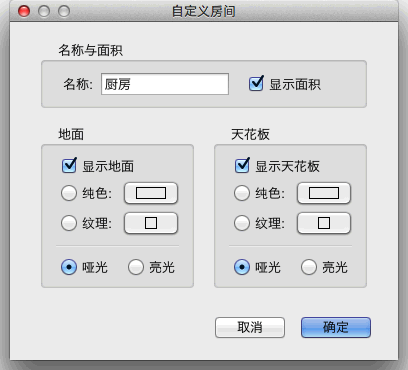 自定义房间
名称与面积
名称: 厨房 显示面积
地面 天花板
显示地面 显示天花板
纯色: 纯色:
纹理: 纹理:
哑光 亮光 哑光 亮光
取消 确定